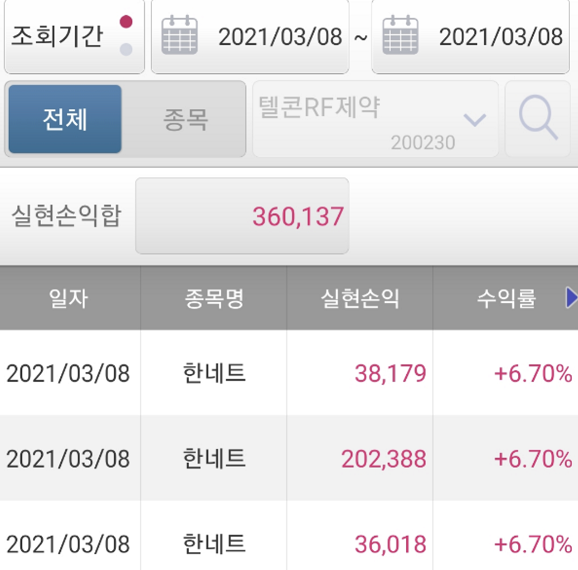 조회기간 2021/03/08 ~ 2021/03/08
전체 종목 텔콘RF제약
200230
실현손익합 360,137
일자 종목명 실현손익 수익률
2021/03/08 한네트 38,179 +6.70%
2021/03/08 한네트 202,388 +6.70%
2021/03/08 한네트 36,018 +6.70%